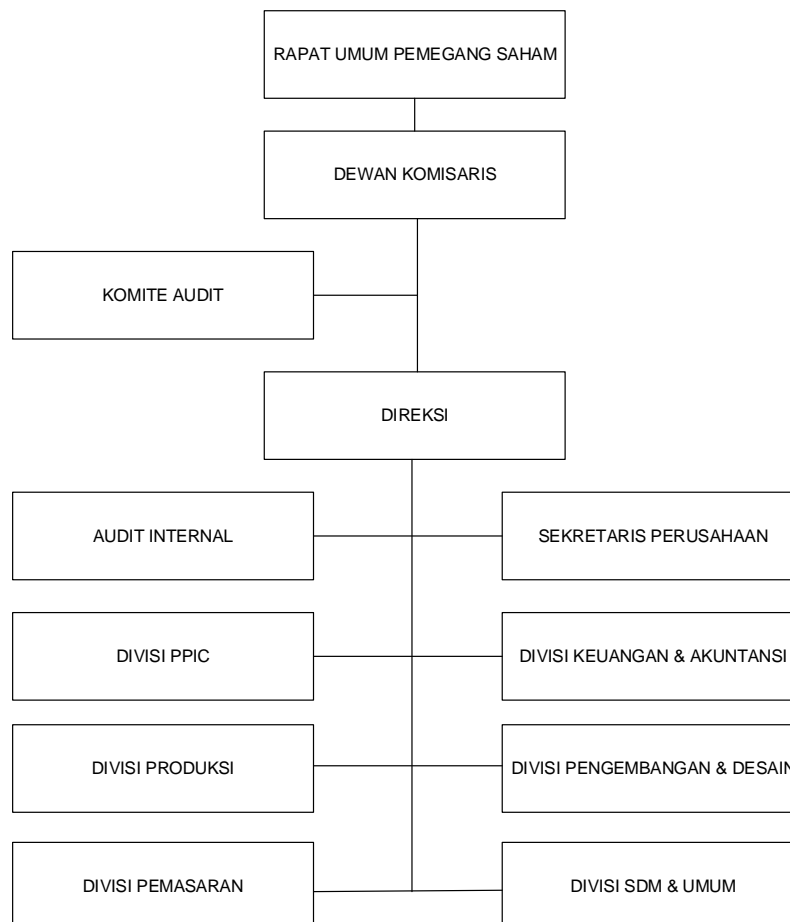 RAPAT UMUM PEMEGANG SAHAM
DEWAN KOMISARIS
KOMITE AUDIT
DIREKSI
AUDIT INTERNAL
SEKRETARIS PERUSAHAAN
DIVISI PPIC
DIVISI KEUANGAN & AKUNTANSI
DIVISI PRODUKSI
DIVISI PENGEMBANGAN & DESAIN
DIVISI PEMASARAN
DIVISI SDM & UMUM